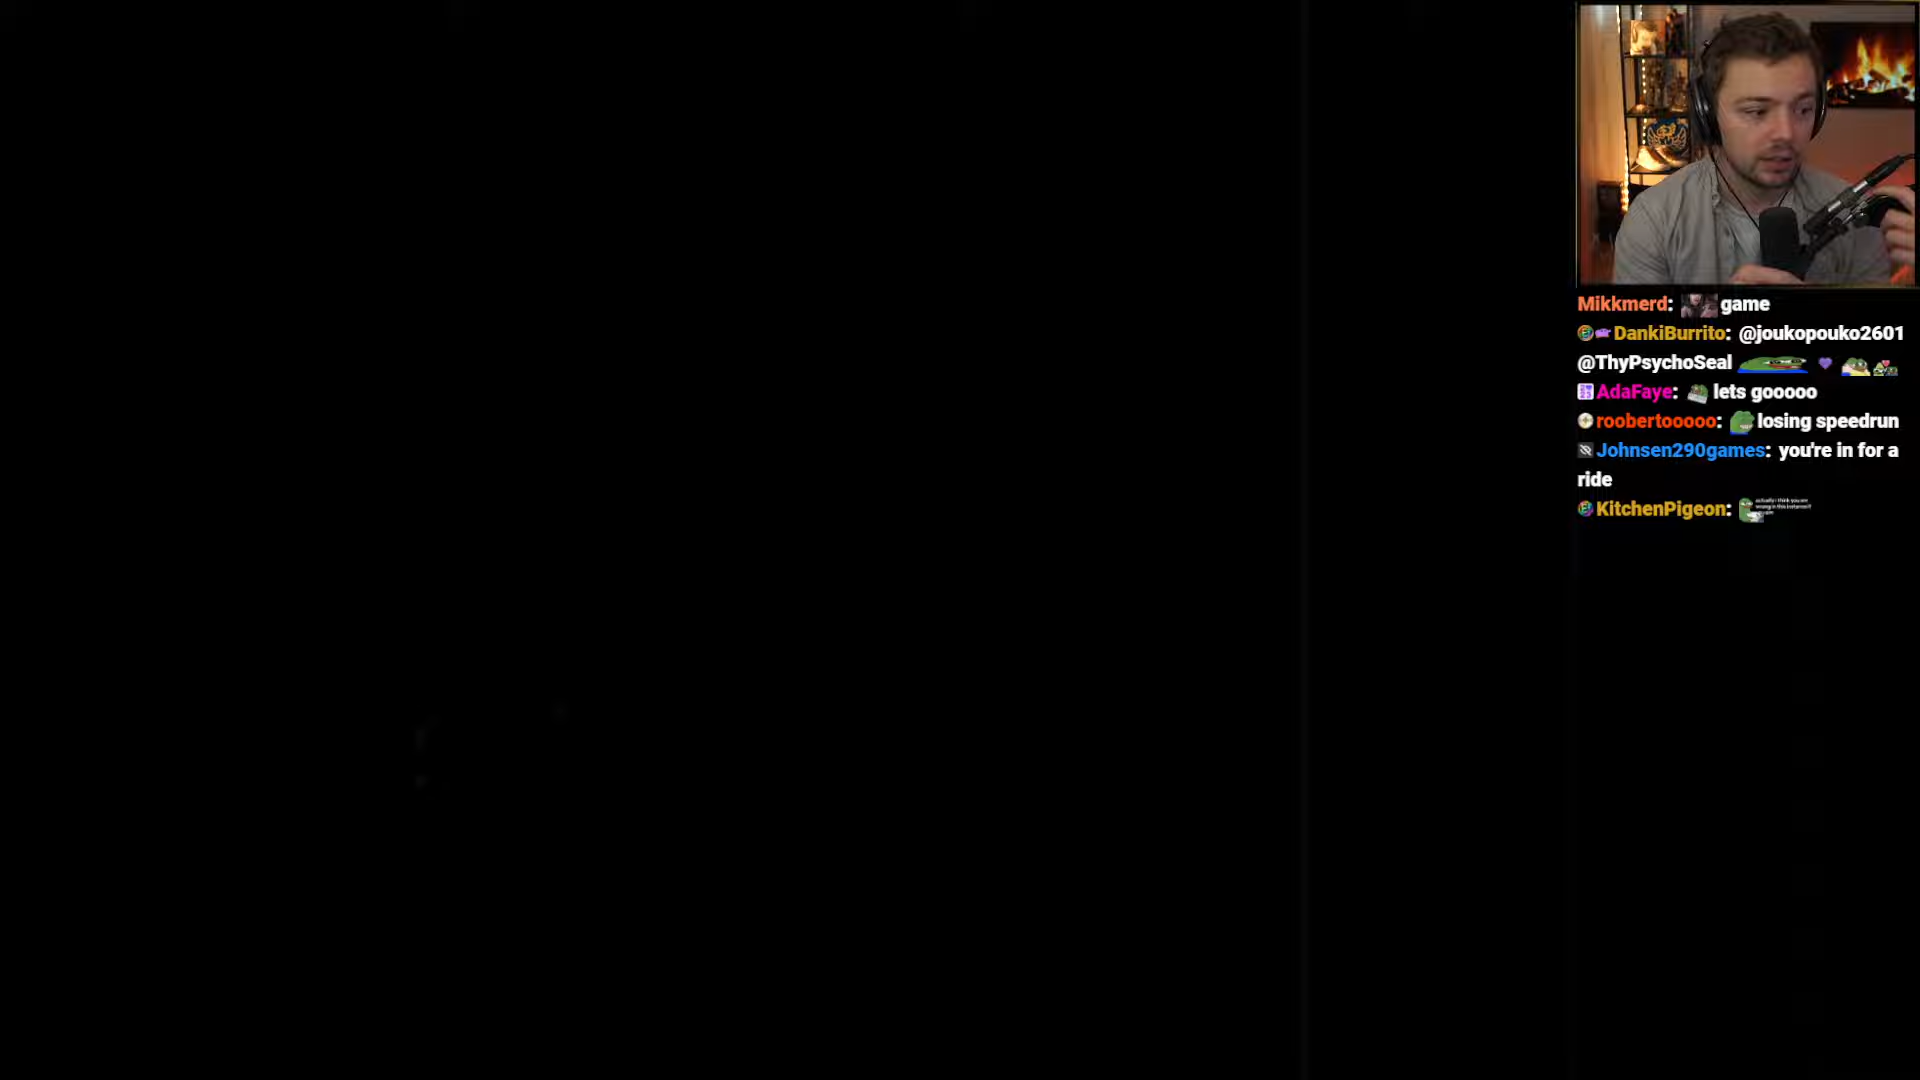 Mikkmerd: game
DankiBurrito: @joukopouko2601
@ThyPsychoSeal
AdaFaye: lets gooooo
roobertooooo: losing speedrun
Johnsen290games: you're in for a
ride
KitchenPigeon: